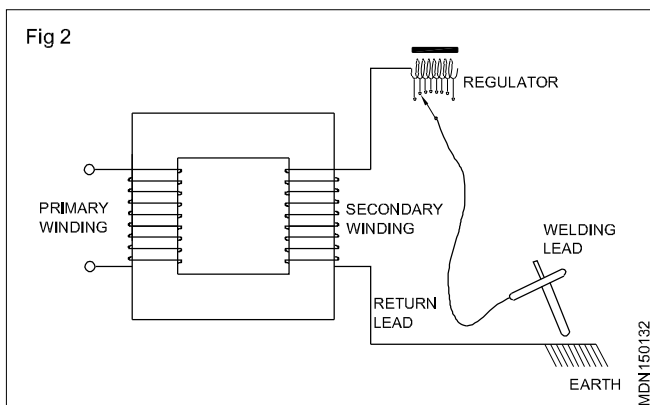 Fig 2
REGULATOR
PRIMARY
WINDING
SECONDARY
WINDING
WELDING
LEAD
RETURN
LEAD
EARTH
MDN150132